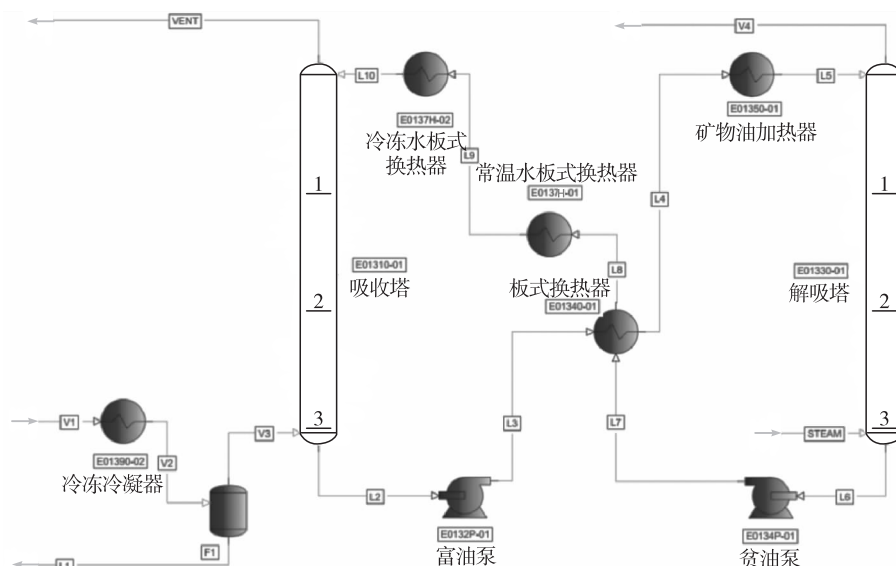 VENT
V4
L10
L5
E0137H-02
冷冻水板式
换热器
E01350-01
矿物油加热器
L9
常温水板式换热器
E0137H-01
1
1
L4
E01310-01
吸收塔
L8
板式换热器
E01340-01
E01330-01
解吸塔
2
2
V1
V3
3
L3
L7
STEAM
3
E01390-02
冷冻冷凝器
V2
L2
L6
F1
E0132P-01
富油泵
E0134P-01
贫油泵
L1